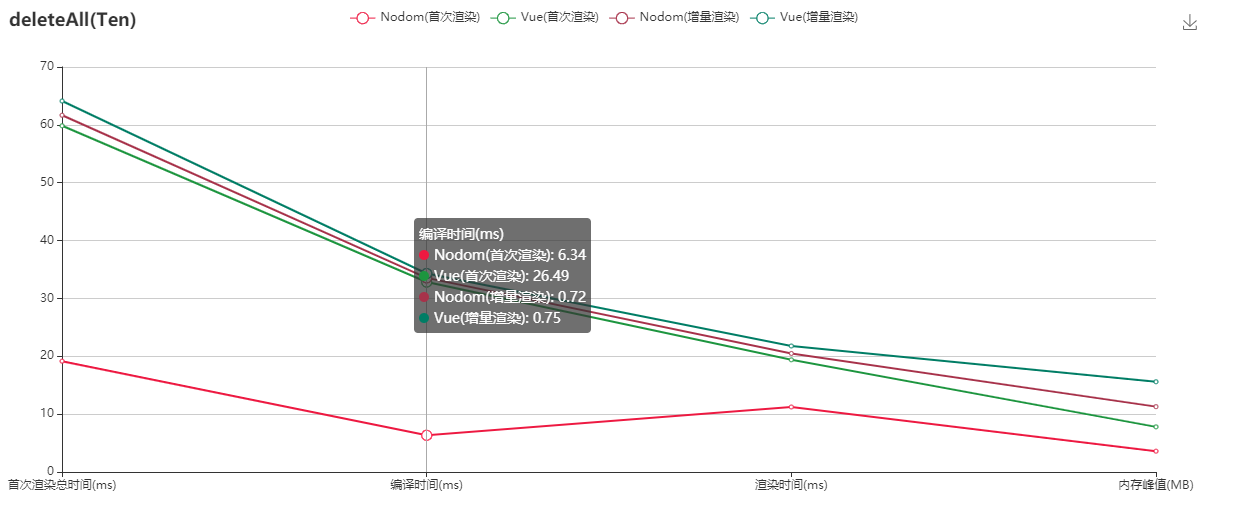 deleteAll(Ten)
Nodom(首次渲染) Vue(首次渲染) Nodom(增量渲染) Vue(增量渲染)
70
60
50
40
30
20
10
0
编译时间(ms)
Nodom(首次渲染): 6.34
Vue(首次渲染): 26.49
Nodom(增量渲染): 0.72
Vue(增量渲染): 0.75
首次渲染总时间(ms) 编译时间(ms) 渲染时间(ms) 内存峰值(MB)